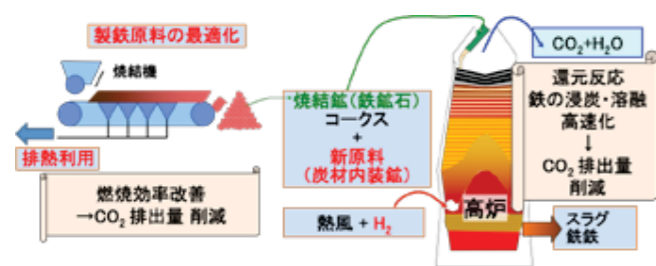 製鉄原料の最適化
焼結機
排熱利用
燃焼効率改善
→CO2 排出量 削減
焼結鉱(鉄鉱石)
コークス
+
新原料
(炭材内装鉱)
熱風 + H2
高炉
CO2+H2O
還元反応
鉄の浸炭・溶融
高速化
↓
CO2 排出量
削減
スラグ
銑鉄